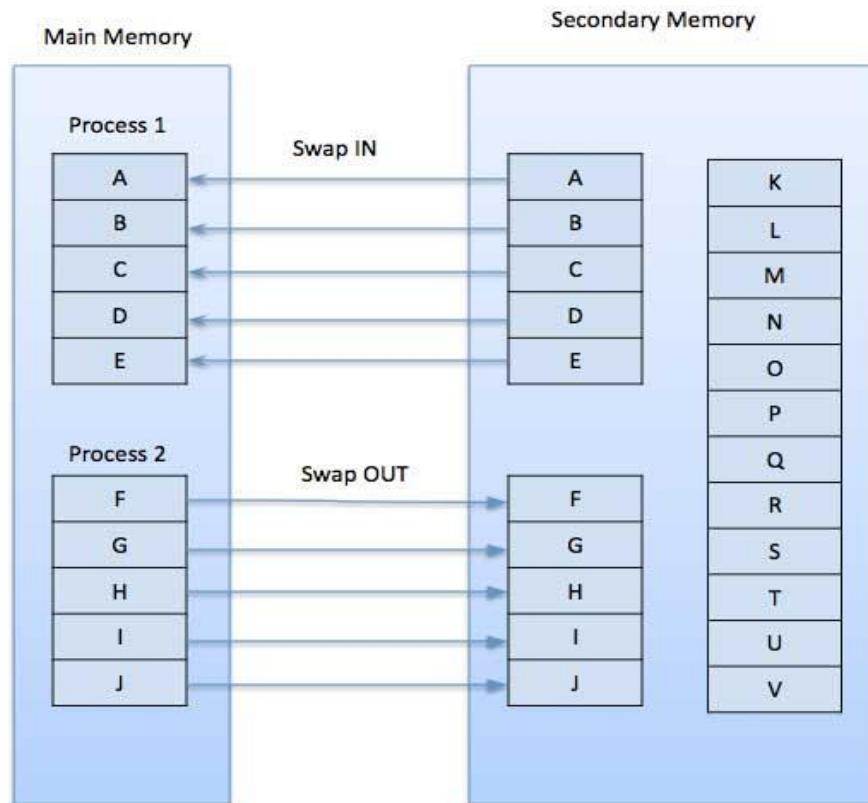 Main Memory
Secondary Memory
Process 1
Swap IN
A
B
C
D
E
A
B
C
D
E
Process 2
Swap OUT
F
G
H
I
J
F
G
H
I
J
K
L
M
N
O
P
Q
R
S
T
U
V